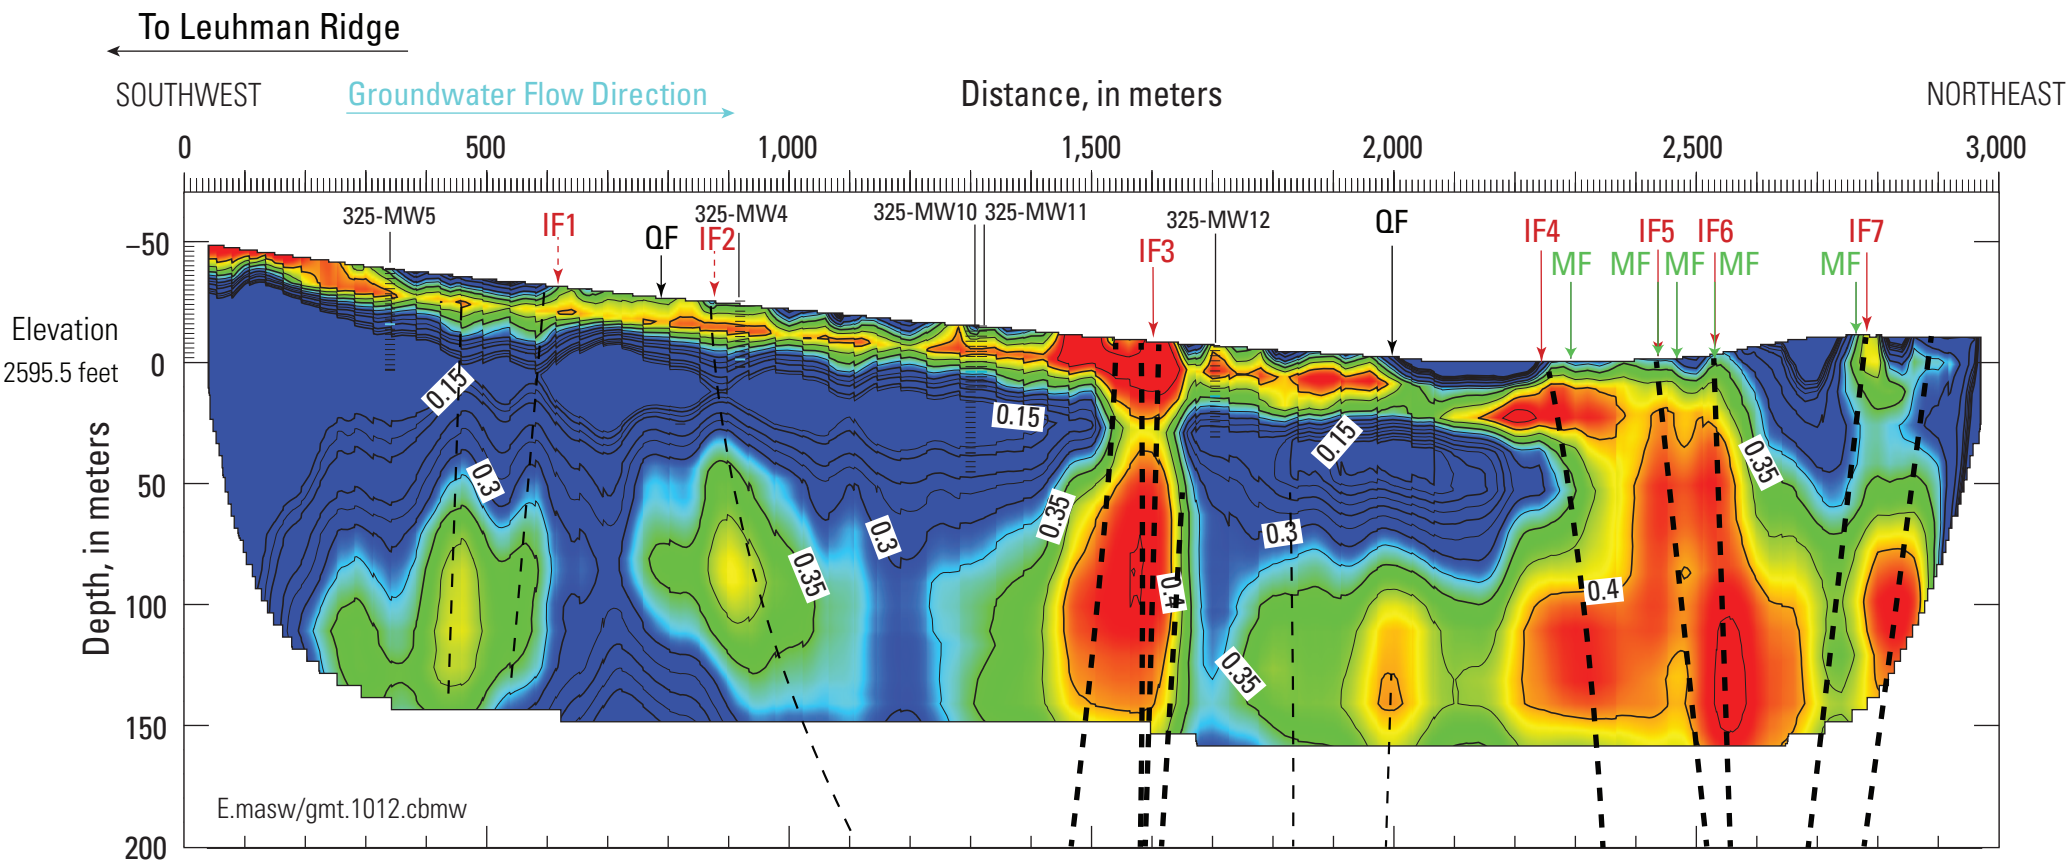 To Leuhman Ridge
SOUTHWEST
Groundwater Flow Direction
Distance, in meters
NORTHEAST
0 500 1,000 1,500 2,000 2,500 3,000
325-MW5
325-MW4
325-MW10 325-MW11
325-MW12
IF1
QF
IF2
IF3
QF
IF4
IF5
IF6
IF7
MF
MF
MF
MF
MF
–50
0
50
100
150
200
Elevation
2595.5 feet
Depth, in meters
0.15
0.3
0.35
0.3
0.15
0.35
0.4
0.15
0.3
0.35
0.4
0.35
E.masw/gmt.1012.cbmw